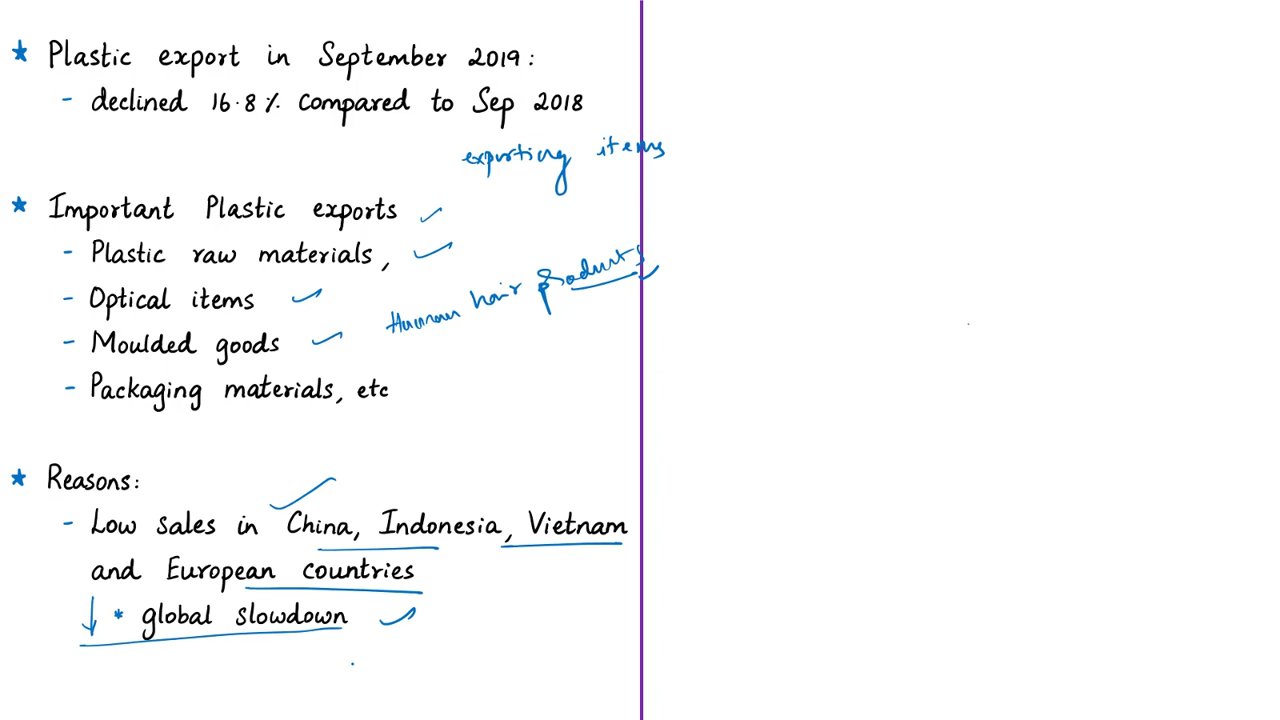 ★ Plastic export in September 2019:
- declined 16.8% compared to Sep 2018
exporting items
★ Important Plastic exports
- Plastic raw materials,
- Optical items
Human hair products
- Moulded goods
- Packaging materials, etc
★ Reasons:
- Low sales in China, Indonesia, Vietnam
and European countries
↓ * global slowdown